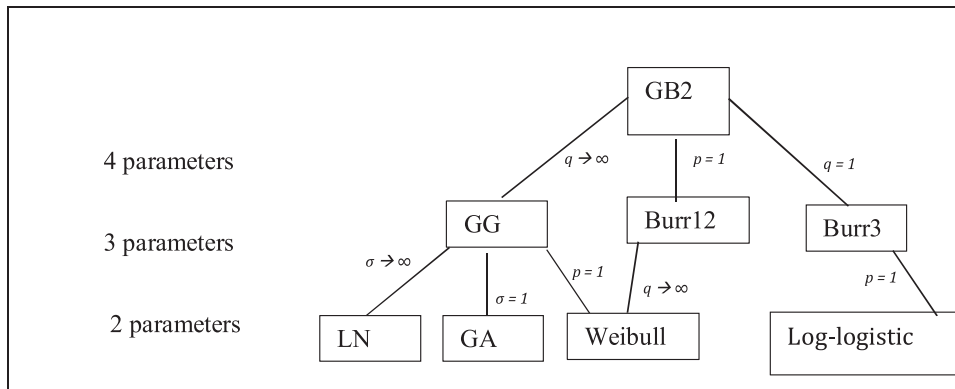 GB2
4 parameters
q → ∞
p = 1
q = 1
GG
Burr12
Burr3
3 parameters
σ → ∞
σ = 1
p = 1
q → ∞
p = 1
2 parameters
LN
GA
Weibull
Log-logistic